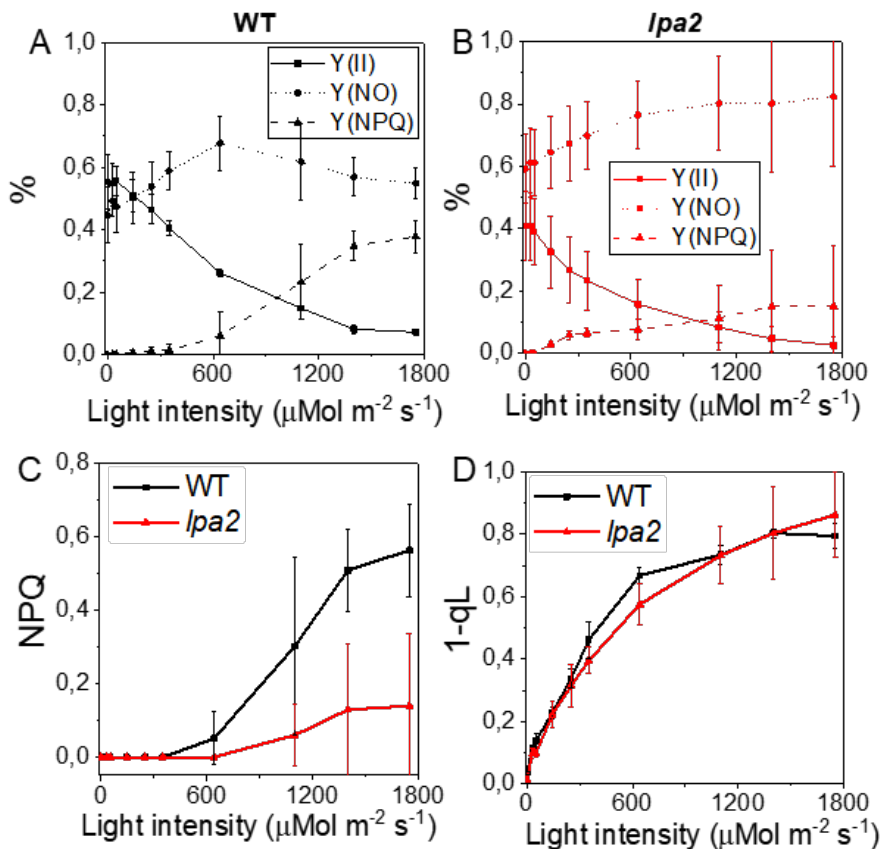 A
WT
Y(II)
Y(NO)
Y(NPQ)
1,0
0,8
0,6
0,4
0,2
0,0
%
0 600 1200 1800
Light intensity (μMol m⁻² s⁻¹)
B
lpa2
Y(II)
Y(NO)
Y(NPQ)
1,0
0,8
0,6
0,4
0,2
0,0
%
0 600 1200 1800
Light intensity (μMol m⁻² s⁻¹)
C
WT
lpa2
0,8
0,6
0,4
0,2
0,0
NPQ
0 600 1200 1800
Light intensity (μMol m⁻² s⁻¹)
D
WT
lpa2
1,0
0,8
0,6
0,4
0,2
0,0
1-qL
0 600 1200 1800
Light intensity (μMol m⁻² s⁻¹)